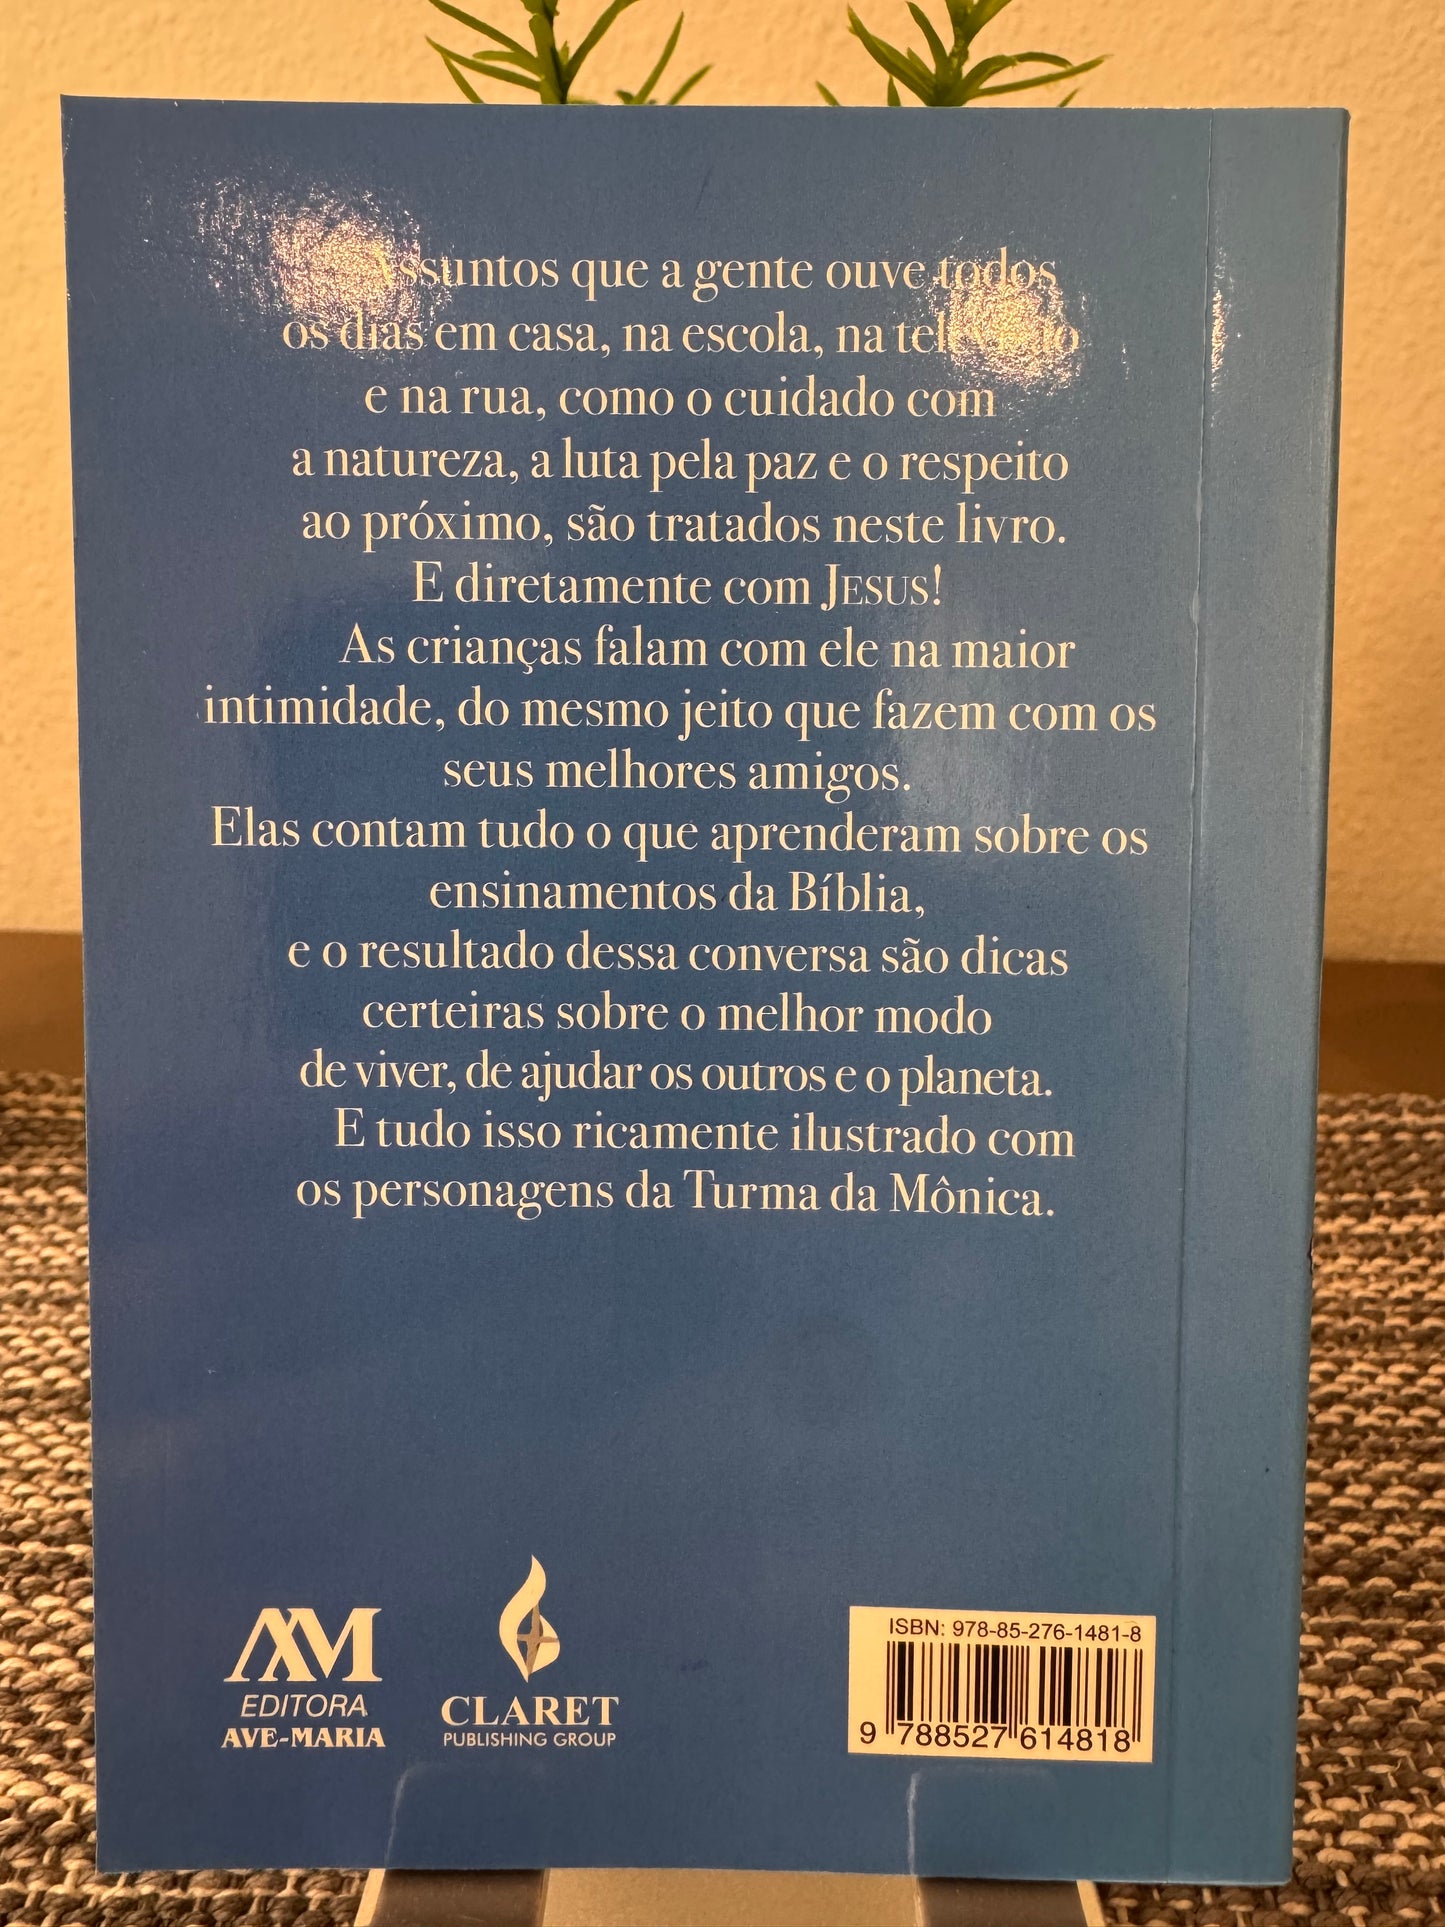 Assuntos que a gente ouve todos
os dias em casa, na escola, na televisão
e na rua, como o cuidado com
a natureza, a luta pela paz e o respeito
ao próximo, são tratados neste livro.
E diretamente com JESUS!
As crianças falam com ele na maior
intimidade, do mesmo jeito que fazem com os
seus melhores amigos.
Elas contam tudo o que aprenderam sobre os
ensinamentos da Bíblia,
e o resultado dessa conversa são dicas
certeiras sobre o melhor modo
de viver, de ajudar os outros e o planeta.
E tudo isso ricamente ilustrado com
os personagens da Turma da Mônica.
AM
EDITORA
AVE-MARIA
CLARET
PUBLISHING GROUP
ISBN: 978-85-276-1481-8
9 788527 614818